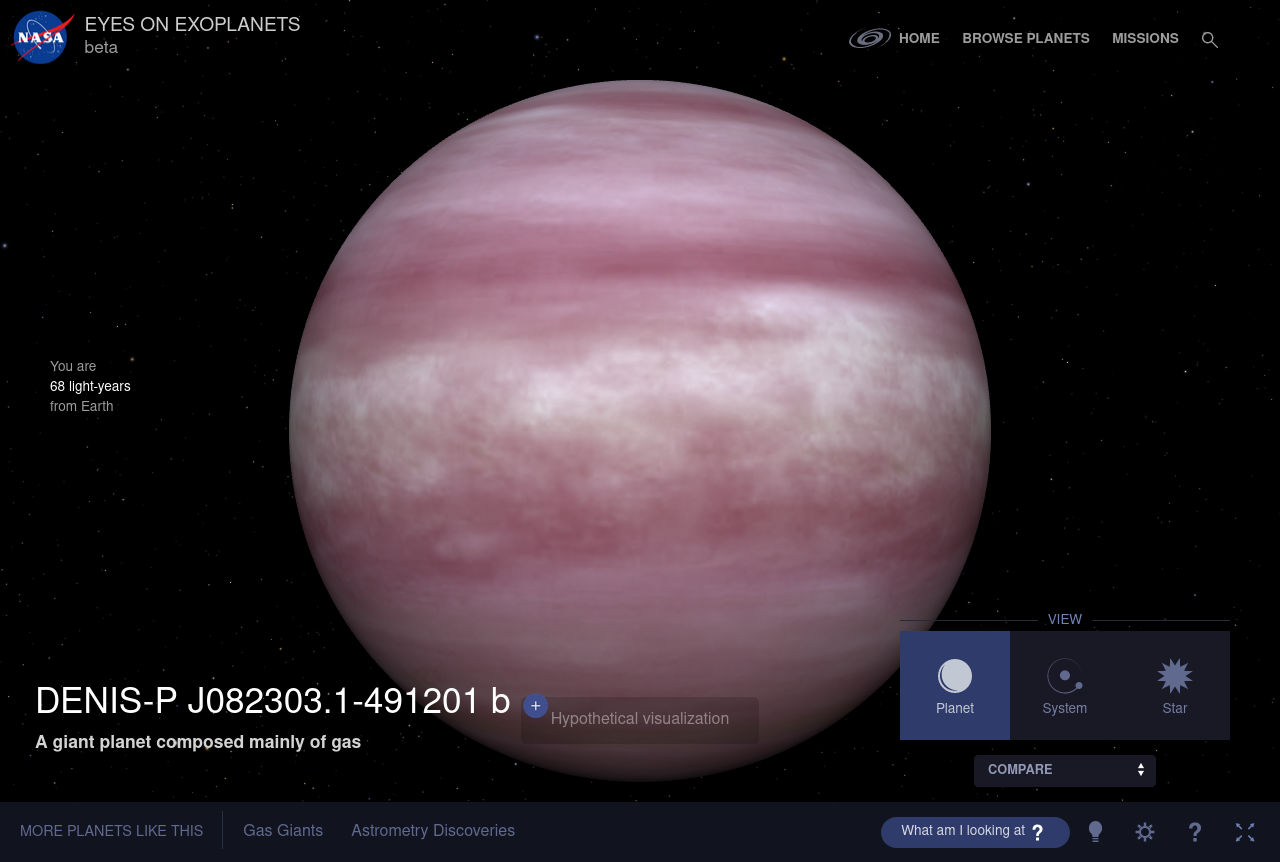 NASA
EYES ON EXOPLANETS
beta
HOME
BROWSE PLANETS
MISSIONS
You are
68 light-years
from Earth
VIEW
Planet
System
Star
DENIS-P J082303.1-491201 b
+
Hypothetical visualization
A giant planet composed mainly of gas
COMPARE
MORE PLANETS LIKE THIS
Gas Giants
Astrometry Discoveries
What am I looking at ?
?